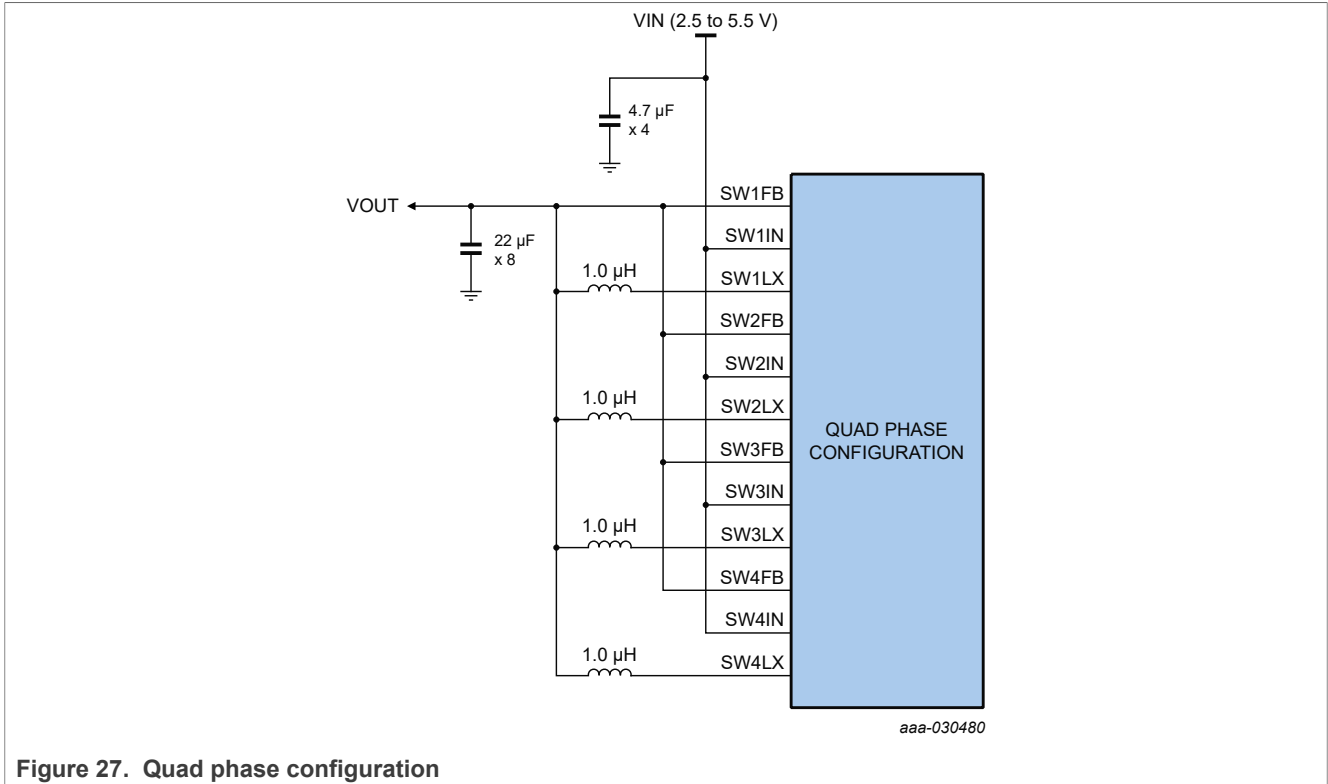 VIN (2.5 to 5.5 V)
4.7 µF
x 4
SW1FB
VOUT
SW1IN
22 µF
x 8
1.0 µH
SW1LX
SW2FB
SW2IN
1.0 µH
SW2LX
QUAD PHASE
CONFIGURATION
SW3FB
SW3IN
1.0 µH
SW3LX
SW4FB
SW4IN
1.0 µH
SW4LX
aaa-030480
Figure 27. Quad phase configuration